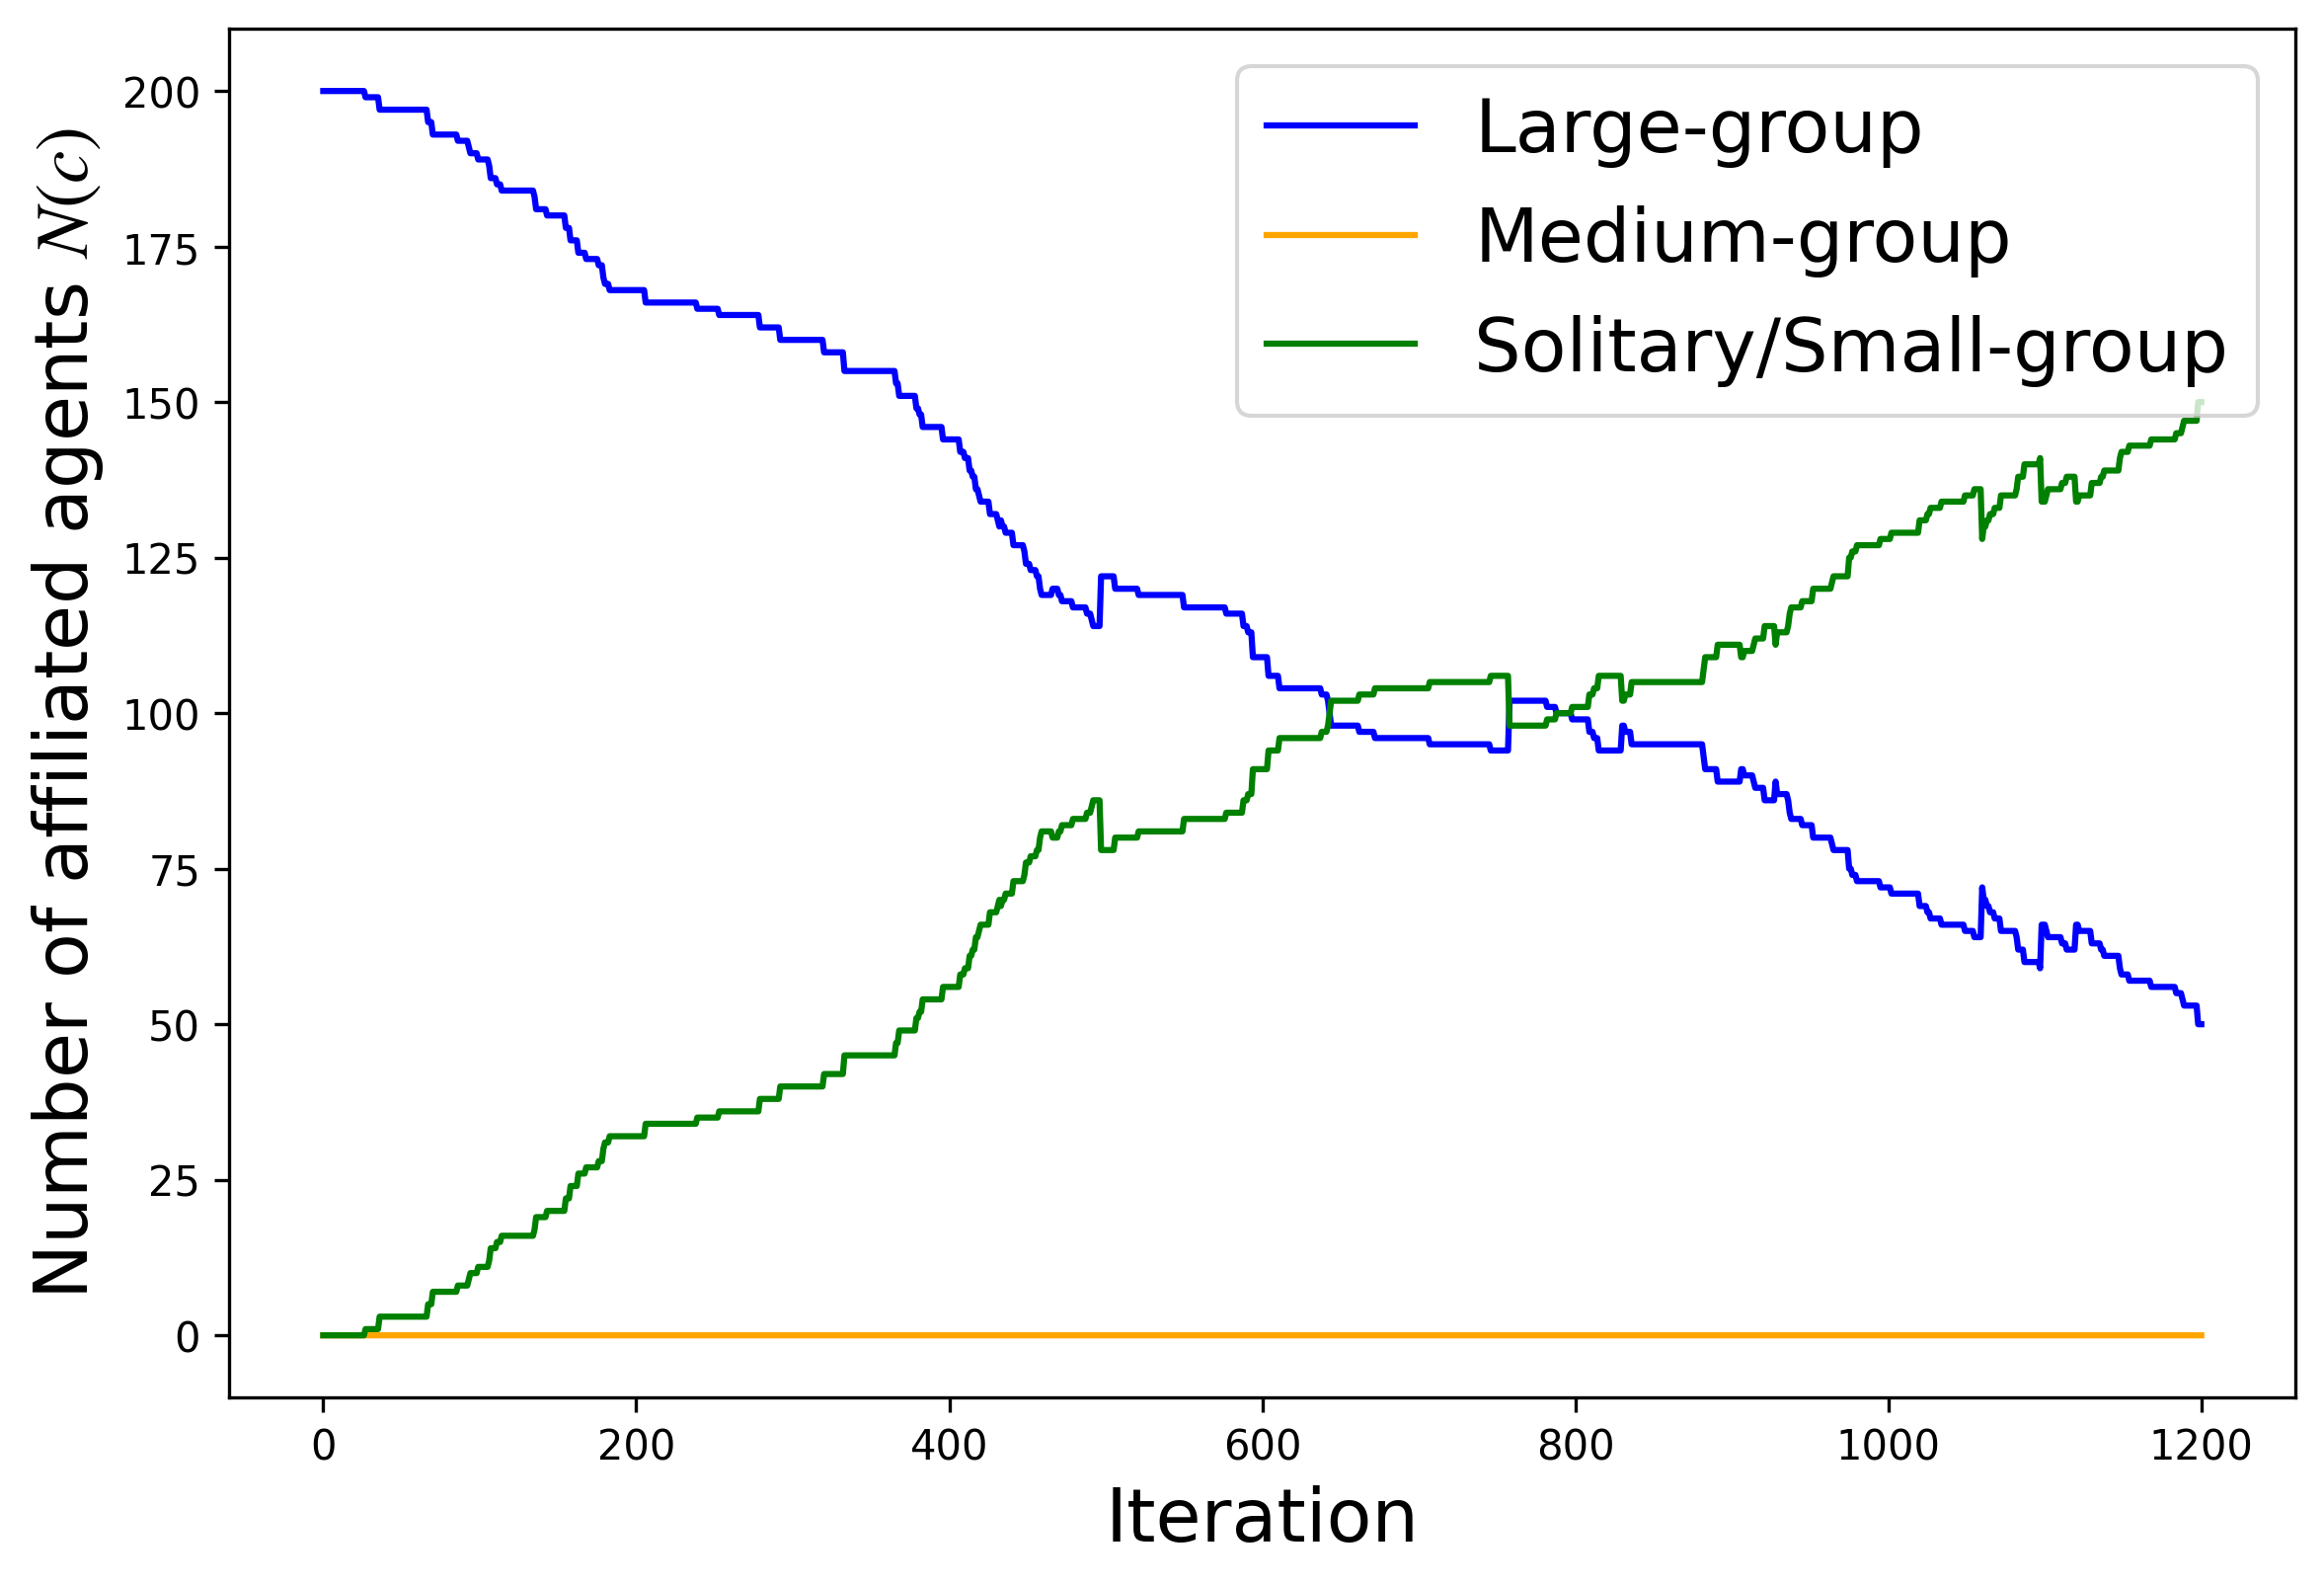 Number of affiliated agents N(c)
200
175
150
125
100
75
50
25
0
Large-group
Medium-group
Solitary/Small-group
0 200 400 600 800 1000 1200
Iteration